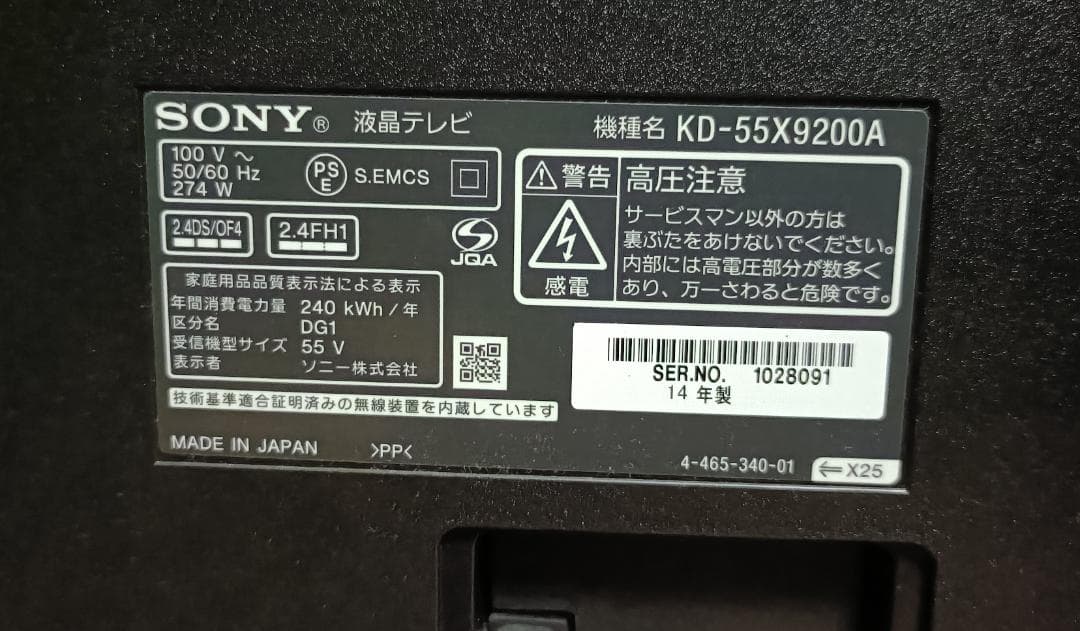 SONY® 液晶テレビ
機種名 KD-55X9200A
100 V ～
50/60 Hz
274 W
PS
E
S.EMCS
2.4DS/OF4
2.4FH1
JQA
家庭用品品質表示法による表示
年間消費電力量 240 kWh / 年
区分名 DG1
受信機型サイズ 55 V
表示者 ソニー株式会社
技術基準適合証明済みの無線装置を内蔵しています
MADE IN JAPAN >PP<
警告
感電
高圧注意
サービスマン以外の方は
裏ぶたをあけないでください。
内部には高電圧部分が数多く
あり、万一さわると危険です。
SER.NO. 1028091
14 年製
4-465-340-01
⇐X25